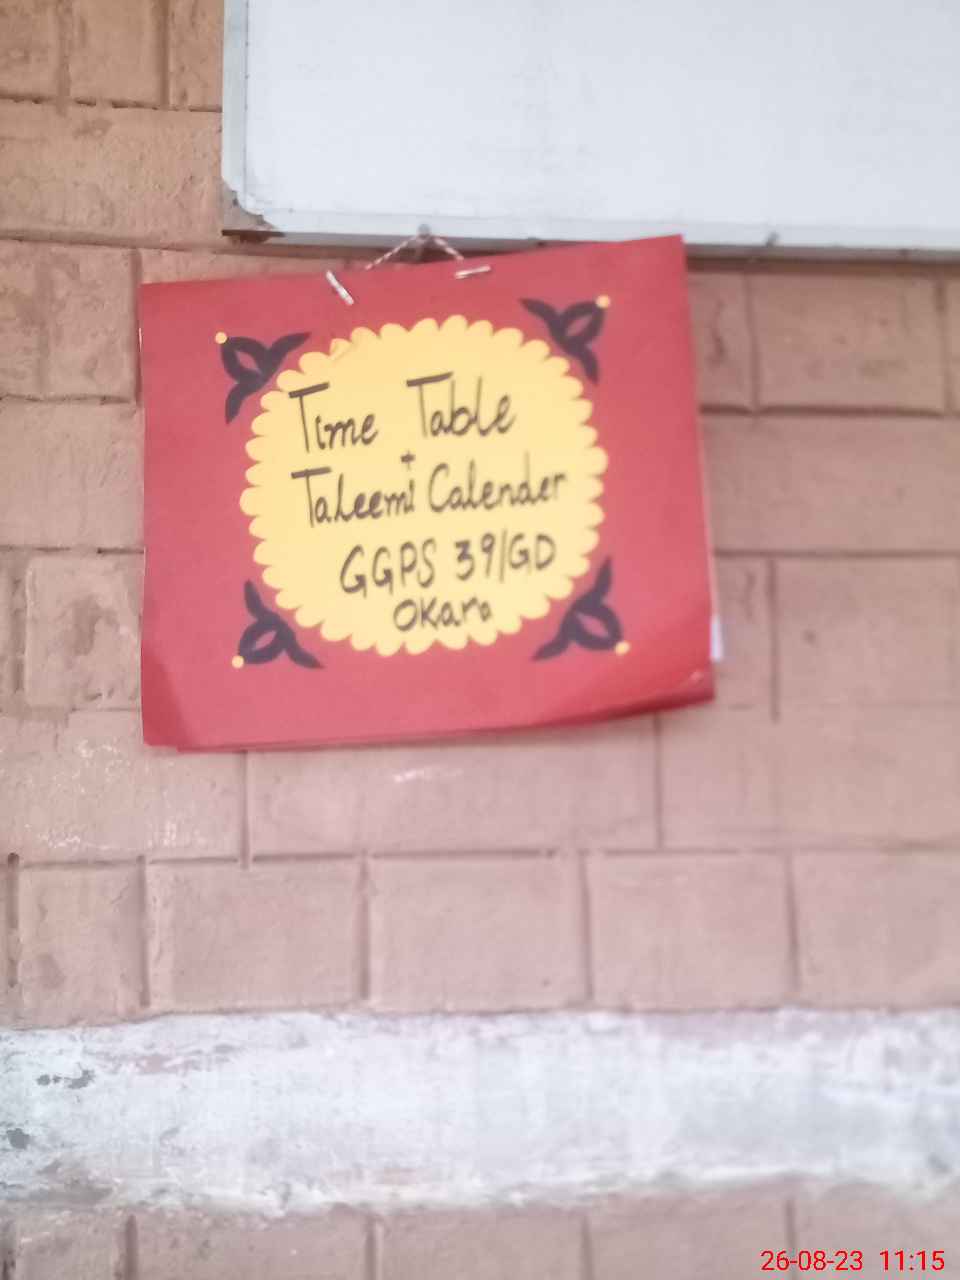 Time Table
+
Taleemi Calender
GGPS 39/GD
Okara
26-08-23 11:15